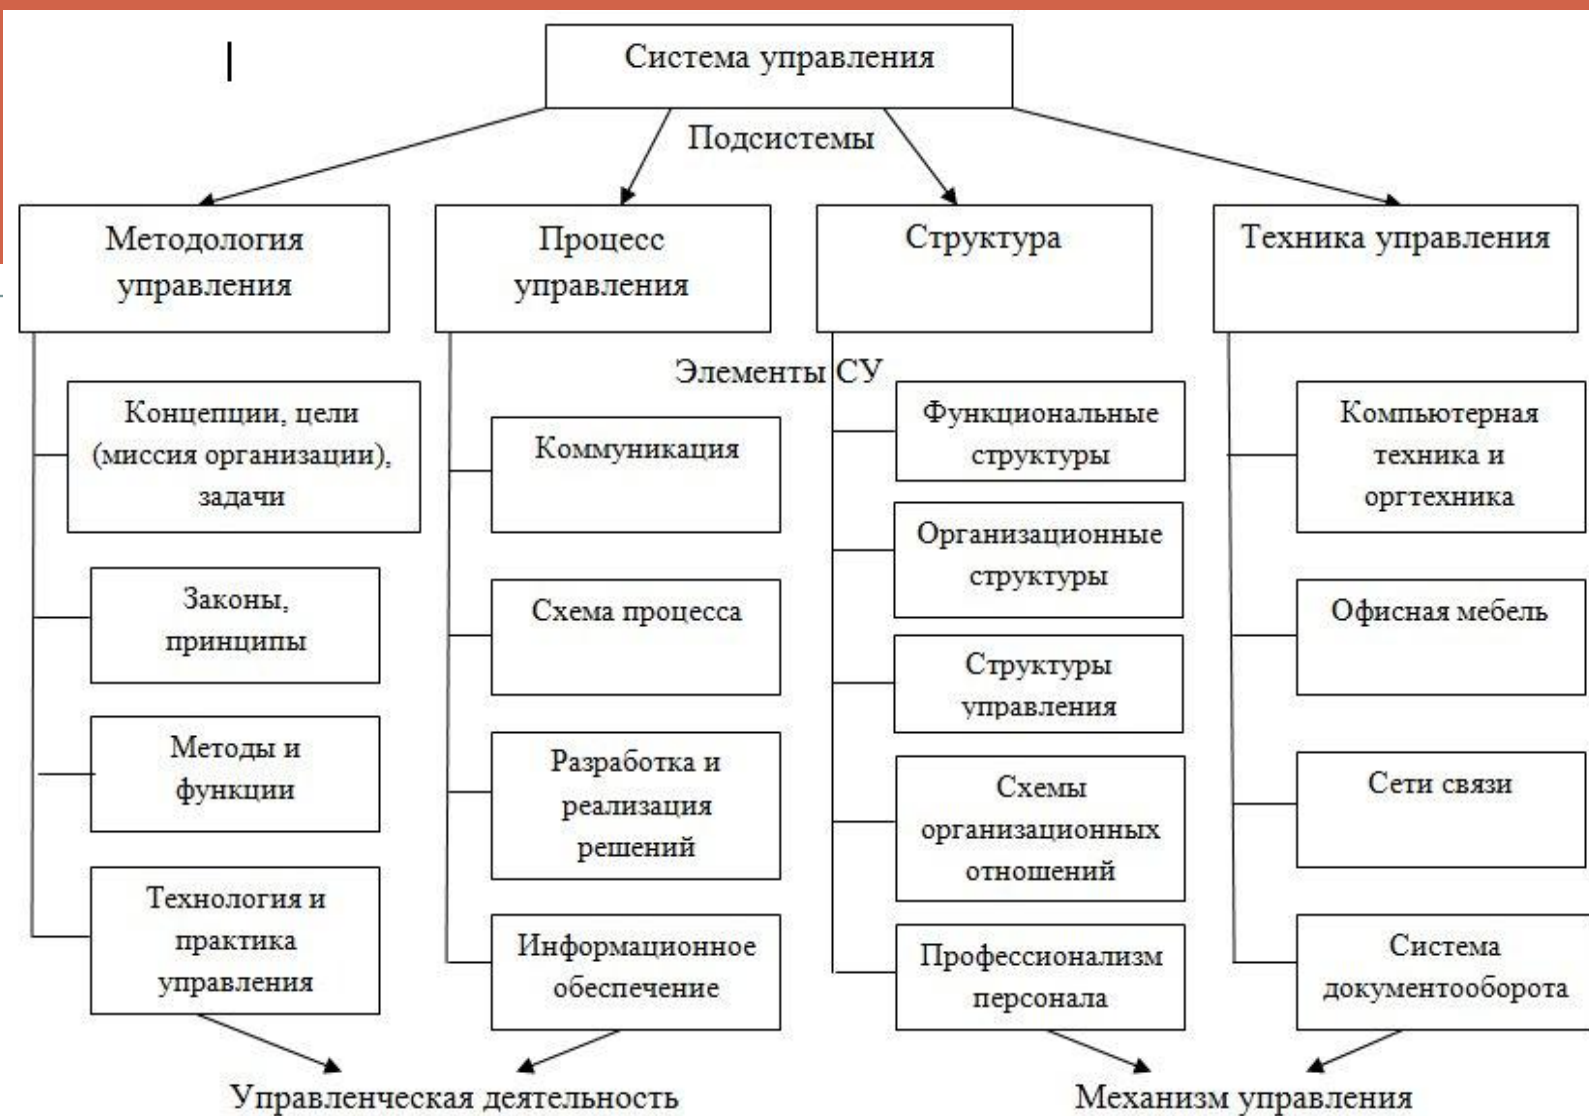 Система управления
Подсистемы
Методология
управления
Процесс
управления
Структура
Техника управления
Элементы СУ
Концепции, цели
(миссия организации),
задачи
Законы,
принципы
Методы и
функции
Технология и
практика
управления
Коммуникация
Схема процесса
Разработка и
реализация
решений
Информационное
обеспечение
Функциональные
структуры
Организационные
структуры
Структуры
управления
Схемы
организационных
отношений
Профессионализм
персонала
Компьютерная
техника и
оргтехника
Офисная мебель
Сети связи
Система
документооборота
Управленческая деятельность
Механизм управления